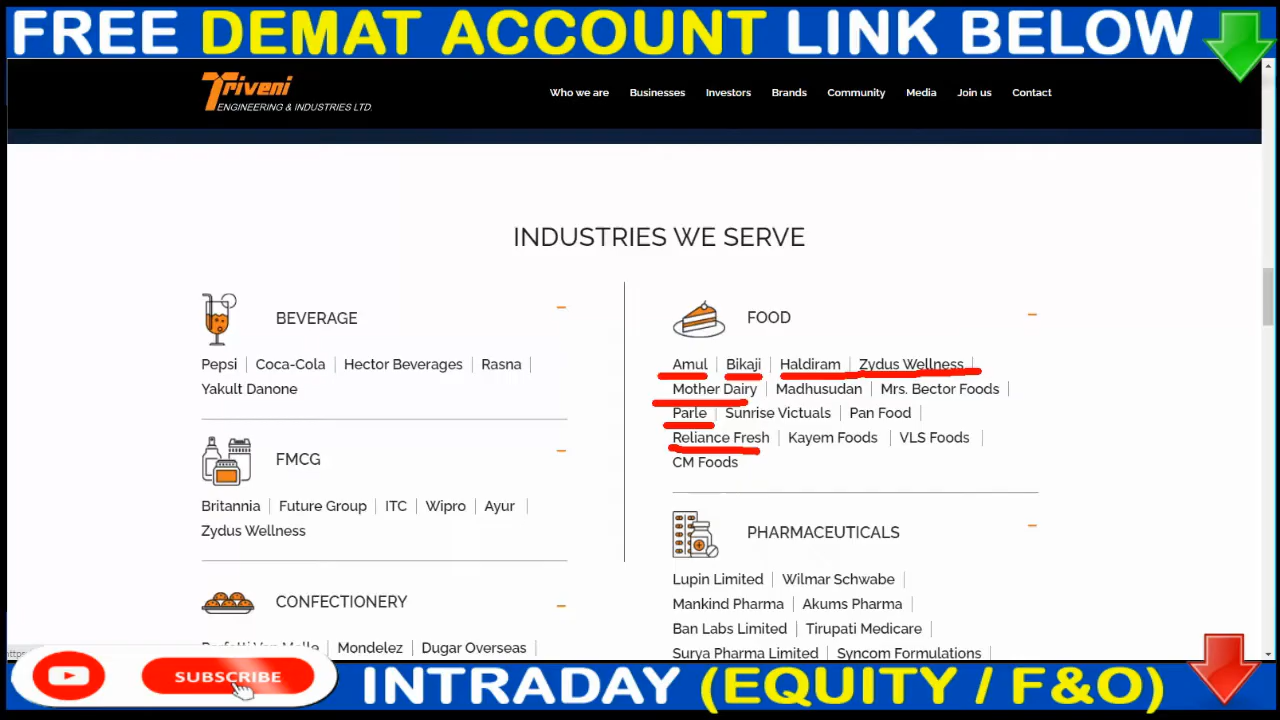 FREE DEMAT ACCOUNT LINK BELOW
Triveni
ENGINEERING & INDUSTRIES LTD.
Who we are Businesses Investors Brands Community Media Join us Contact
INDUSTRIES WE SERVE
BEVERAGE
Pepsi | Coca-Cola | Hector Beverages | Rasna |
Yakult Danone
FMCG
Britannia | Future Group | ITC | Wipro | Ayur |
Zydus Wellness
CONFECTIONERY
Perfetti Van Melle | Mondelez | Dugar Overseas |
FOOD
Amul | Bikaji | Haldiram | Zydus Wellness |
Mother Dairy | Madhusudan | Mrs. Bector Foods |
Parle | Sunrise Victuals | Pan Food |
Reliance Fresh | Kayem Foods | VLS Foods |
CM Foods
PHARMACEUTICALS
Lupin Limited | Wilmar Schwabe |
Mankind Pharma | Akums Pharma |
Ban Labs Limited | Tirupati Medicare |
Surya Pharma Limited | Syncom Formulations |
SUBSCRIBE
INTRADAY (EQUITY / F&O)